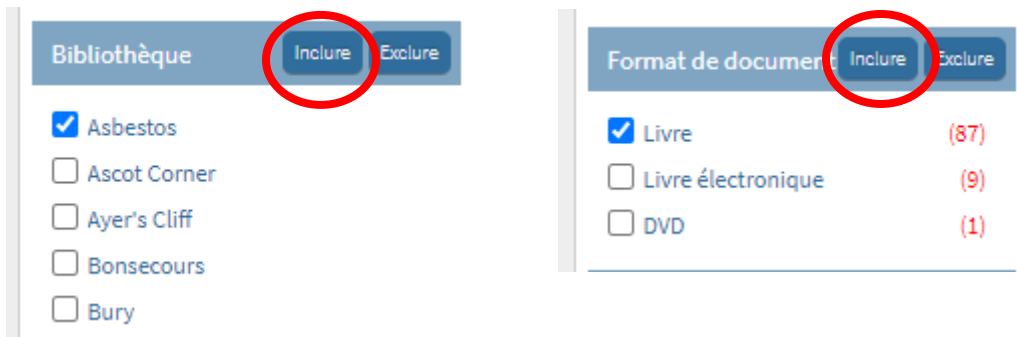 Bibliothèque Inclure Exclure
Asbestos
Ascot Corner
Ayer's Cliff
Bonsecours
Bury
Format de document Inclure Exclure
Livre (87)
Livre électronique (9)
DVD (1)